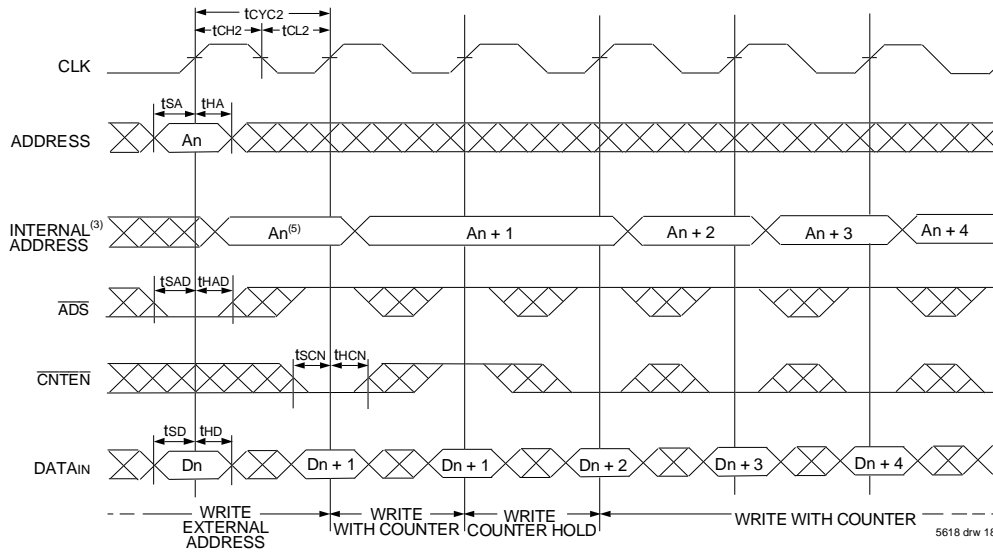 tCYC2
tCH2 tCL2
CLK
tSA tHA
ADDRESS An
INTERNAL(3)
ADDRESS
An(5) An + 1 An + 2 An + 3 An + 4
tSAD tHAD
ADS
tSCN tHCN
CNTEN
tSD tHD
DATAIN Dn Dn + 1 Dn + 1 Dn + 2 Dn + 3 Dn + 4
WRITE
EXTERNAL
ADDRESS
WRITE
WITH COUNTER
WRITE
COUNTER HOLD
WRITE WITH COUNTER
5618 drw 18